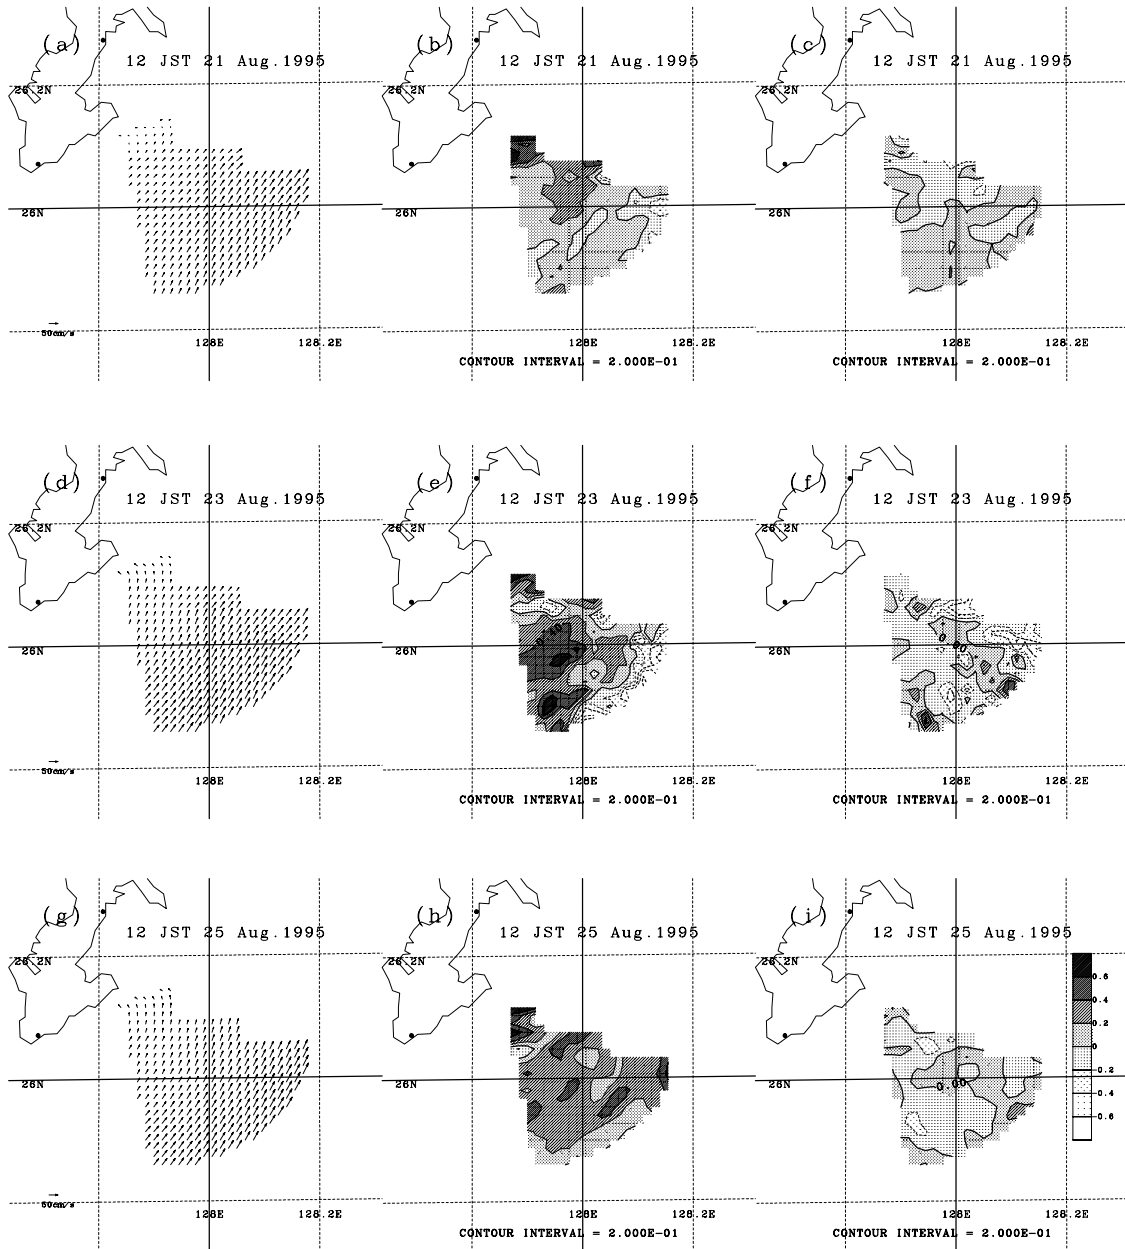 (a)
12 JST 21 Aug.1995
26.2N
26N
50cm/s
128E
128.2E
(b)
12 JST 21 Aug.1995
26.2N
26N
128E
128.2E
CONTOUR INTERVAL = 2.000E-01
(c)
12 JST 21 Aug.1995
26.2N
26N
128E
128.2E
CONTOUR INTERVAL = 2.000E-01
(d)
12 JST 23 Aug.1995
26.2N
26N
50cm/s
128E
128.2E
(e)
12 JST 23 Aug.1995
26.2N
26N
128E
128.2E
CONTOUR INTERVAL = 2.000E-01
(f)
12 JST 23 Aug.1995
26.2N
0.00
26N
128E
128.2E
CONTOUR INTERVAL = 2.000E-01
(g)
12 JST 25 Aug.1995
26.2N
26N
50cm/s
128E
128.2E
(h)
12 JST 25 Aug.1995
26.2N
26N
128E
128.2E
CONTOUR INTERVAL = 2.000E-01
(i)
12 JST 25 Aug.1995
26.2N
0.6
0.4
0.2
0
-0.2
-0.4
-0.6
26N
0.00
128E
128.2E
CONTOUR INTERVAL = 2.000E-01